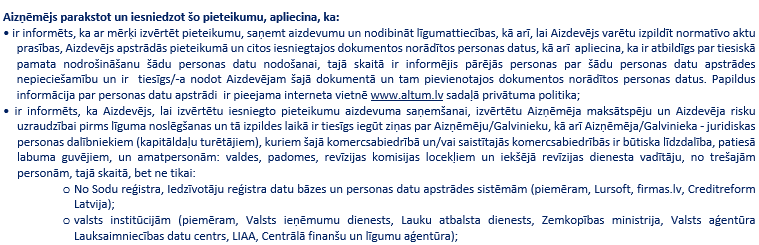 Aizņēmējs parakstot un iesniedzot šo pieteikumu, apliecina, ka:
• ir informēts, ka ar mērķi izvērtēt pieteikumu, saņemt aizdevumu un nodibināt līgumattiecības, kā arī, lai Aizdevējs varētu izpildīt normatīvo aktu
prasības, Aizdevējs apstrādās pieteikumā un citos iesniegtajos dokumentos norādītos personas datus, kā arī apliecina, ka ir atbildīgs par tiesiskā
pamata nodrošināšanu šādu personas datu nodošanai, tajā skaitā ir informējis pārējās personas par šādu personas datu apstrādes
nepieciešamību un ir tiesīgs/-a nodot Aizdevējam šajā dokumentā un tam pievienotajos dokumentos norādītos personas datus. Papildus
informācija par personas datu apstrādi ir pieejama interneta vietnē www.altum.lv sadaļā privātuma politika;
• ir informēts, ka Aizdevējs, lai izvērtētu iesniegto pieteikumu aizdevuma saņemšanai, izvērtētu Aizņēmēja maksātspēju un Aizdevēja risku
uzraudzībai pirms līguma noslēgšanas un tā izpildes laikā ir tiesīgs iegūt ziņas par Aizņēmēju/Galvinieku, kā arī Aizņēmēja/Galvinieka - juridiskas
personas dalībniekiem (kapitāldaļu turētājiem), kuriem šajā komercsabiedrībā un/vai saistītajās komercsabiedrībās ir būtiska līdzdalība, patiesā
labuma guvējiem, un amatpersonām: valdes, padomes, revīzijas komisijas locekļiem un iekšējā revīzijas dienesta vadītāju, no trešajām
personām, tajā skaitā, bet ne tikai:
o No Sodu reģistra, Iedzīvotāju reģistra datu bāzes un personas datu apstrādes sistēmām (piemēram, Lursoft, firmas.lv, Creditreform
Latvija);
o valsts institūcijām (piemēram, Valsts ieņēmumu dienests, Lauku atbalsta dienests, Zemkopības ministrija, Valsts aģentūra
Lauksaimniecības datu centrs, LIAA, Centrālā finanšu un līgumu aģentūra);